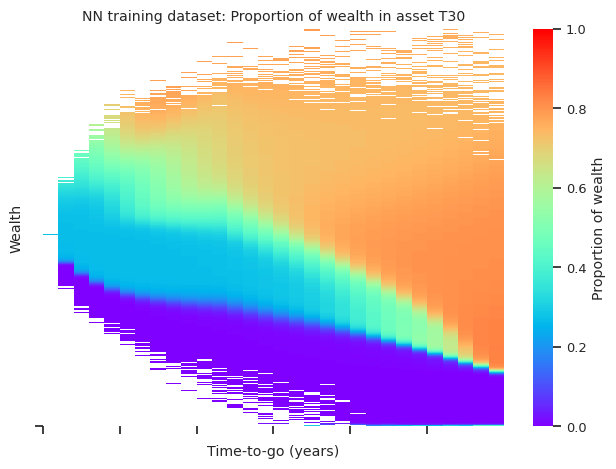 NN training dataset: Proportion of wealth in asset T30
Wealth
Time-to-go (years)
1.0
0.8
0.6
0.4
0.2
0.0
Proportion of wealth